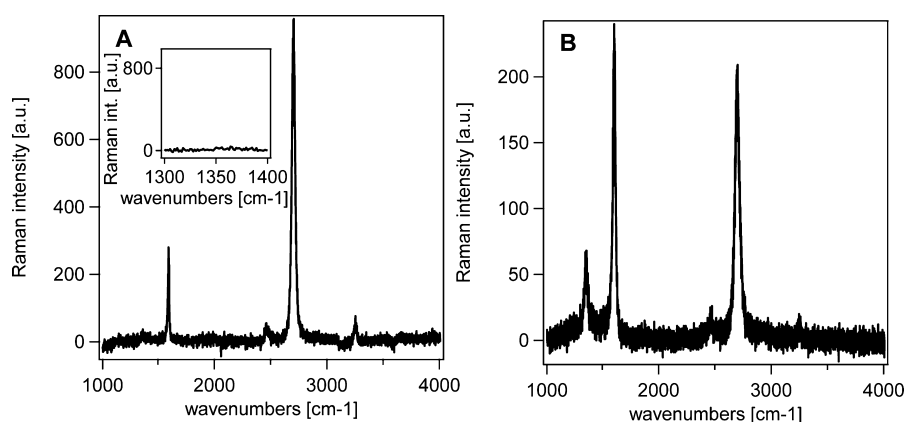 A
Raman intensity [a.u.]
800
600
400
200
0
1000
2000
3000
4000
wavenumbers [cm-1]
Raman int. [a.u.]
800
0
1300
1350
1400
wavenumbers [cm-1]
B
Raman intensity [a.u.]
200
150
100
50
0
1000
2000
3000
4000
wavenumbers [cm-1]